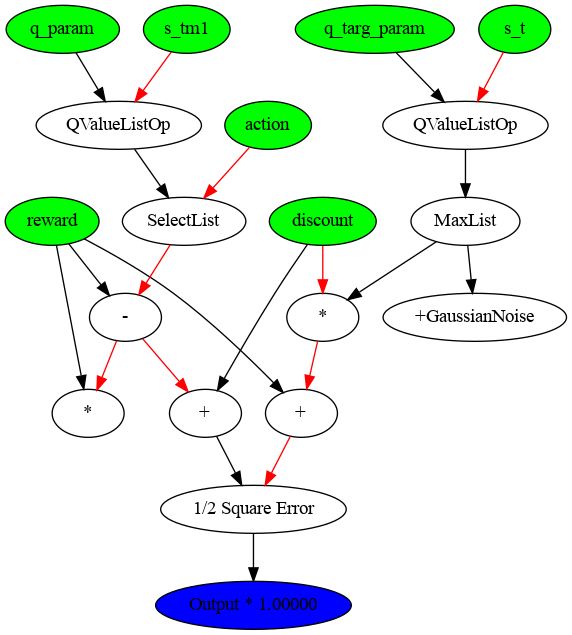 q_param
s_tm1
q_targ_param
s_t
QValueListOp
action
QValueListOp
reward
SelectList
discount
MaxList
-
*
+GaussianNoise
*
+
+
1/2 Square Error
Output * 1.00000